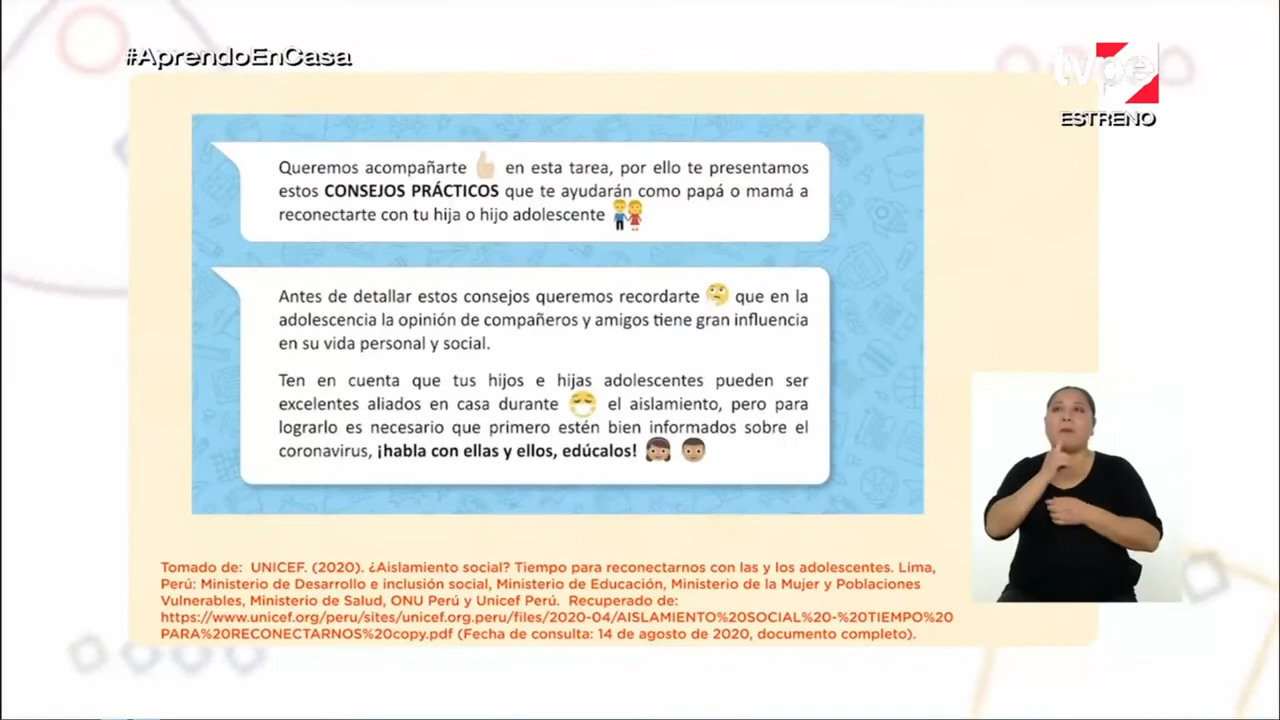 #AprendoEnCasa
tvpe
ESTRENO
Queremos acompañarte en esta tarea, por ello te presentamos
estos CONSEJOS PRÁCTICOS que te ayudarán como papá o mamá a
reconectarte con tu hija o hijo adolescente
Antes de detallar estos consejos queremos recordarte que en la
adolescencia la opinión de compañeros y amigos tiene gran influencia
en su vida personal y social.
Ten en cuenta que tus hijos e hijas adolescentes pueden ser
excelentes aliados en casa durante el aislamiento, pero para
lograrlo es necesario que primero estén bien informados sobre el
coronavirus, ¡habla con ellas y ellos, edúcalos!
Tomado de: UNICEF. (2020). ¿Aislamiento social? Tiempo para reconectarnos con las y los adolescentes. Lima,
Perú: Ministerio de Desarrollo e inclusión social, Ministerio de Educación, Ministerio de la Mujer y Poblaciones
Vulnerables, Ministerio de Salud, ONU Perú y Unicef Perú. Recuperado de:
https://www.unicef.org/peru/sites/unicef.org.peru/files/2020-04/AISLAMIENTO%20SOCIAL%20-%20TIEMPO%20
PARA%20RECONECTARNOS%20copy.pdf (Fecha de consulta: 14 de agosto de 2020, documento completo).